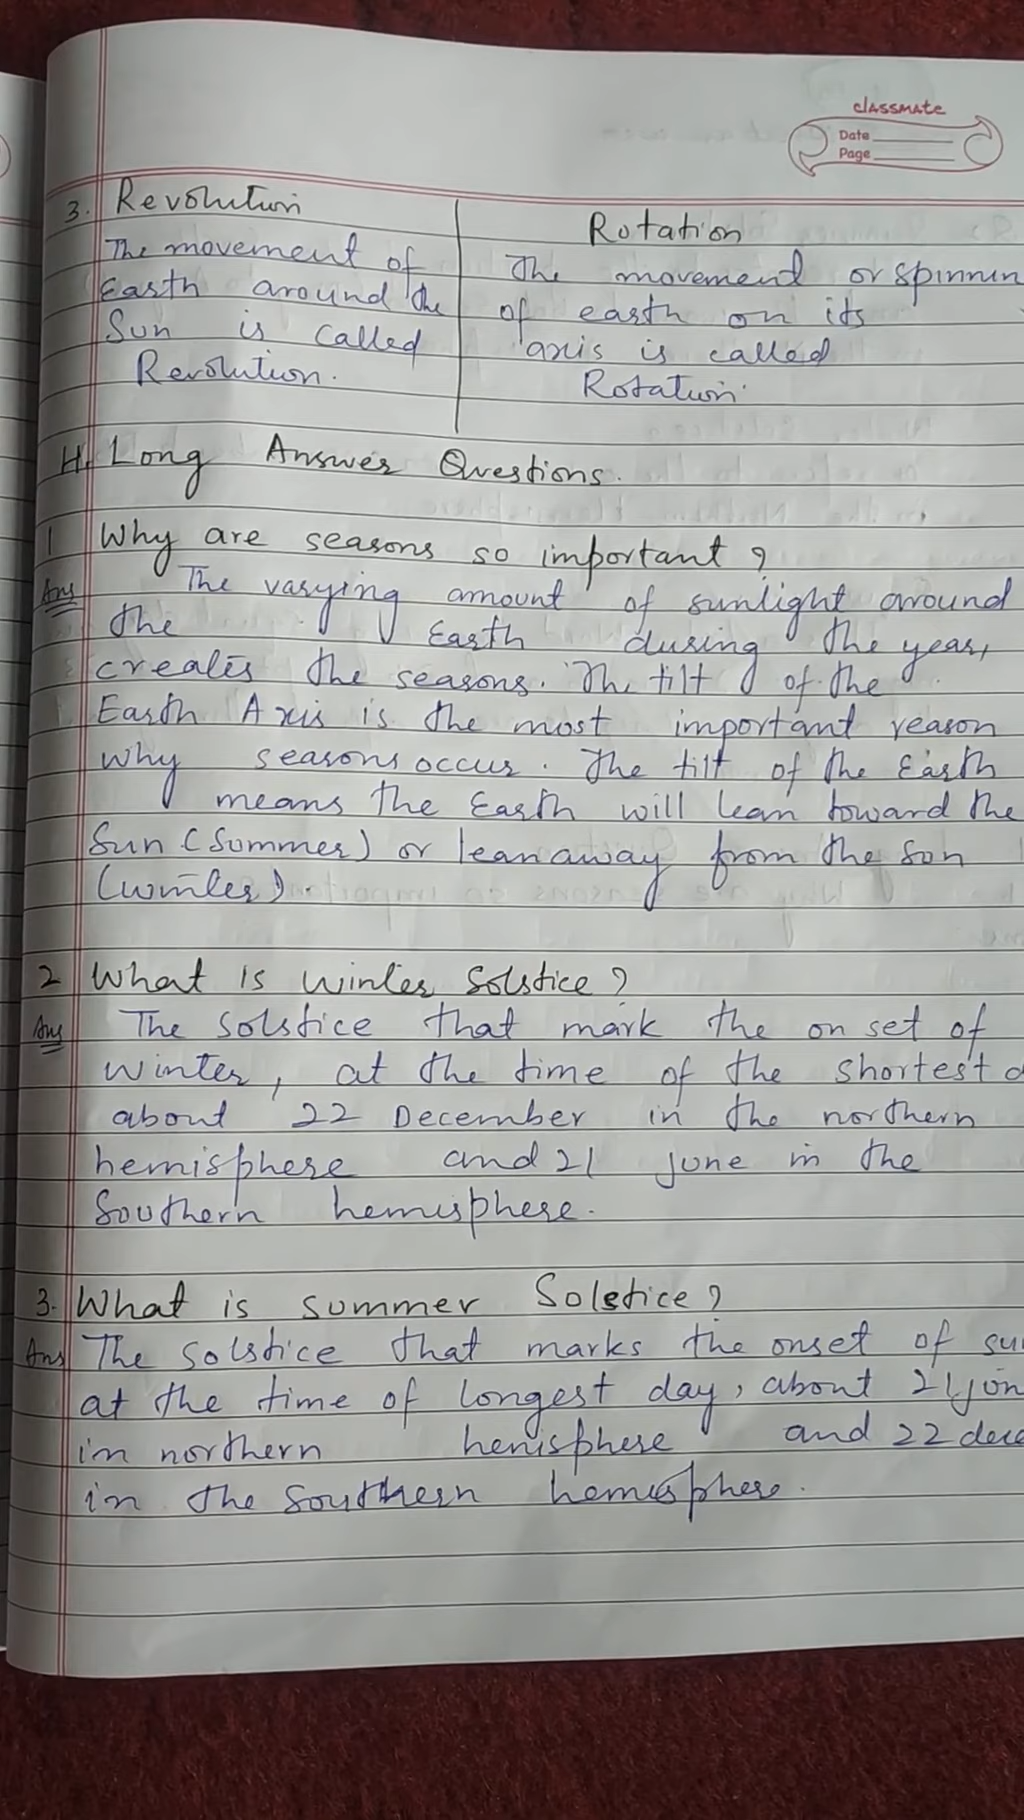 classmate
Date
Page
3. Revolution
The movement of
Earth around the
Sun is called
Revolution.
Rotation
The movement or spinnin
of earth on its
axis is called
Rotation
H. Long Answer Questions.
1 Why are seasons so important?
Ans The varying amount of sunlight around
the Earth during the year,
creates the seasons. The tilt of the
Earth Axis is the most important reason
why seasons occur. The tilt of the Earth
means the Earth will lean toward the
Sun (Summer) or lean away from the Sun
(winter).
2 What is winter Solstice?
Ans The Solstice that mark the on set of
winter, at the time of the shortest d
about 22 December in the northern
hemisphere and 21 june in the
Southern hemisphere.
3. What is summer Solstice?
Ans The Solstice that marks the onset of su
at the time of longest day, about 21 jun
in northern hemisphere and 22 dece
in the Southern hemisphere.